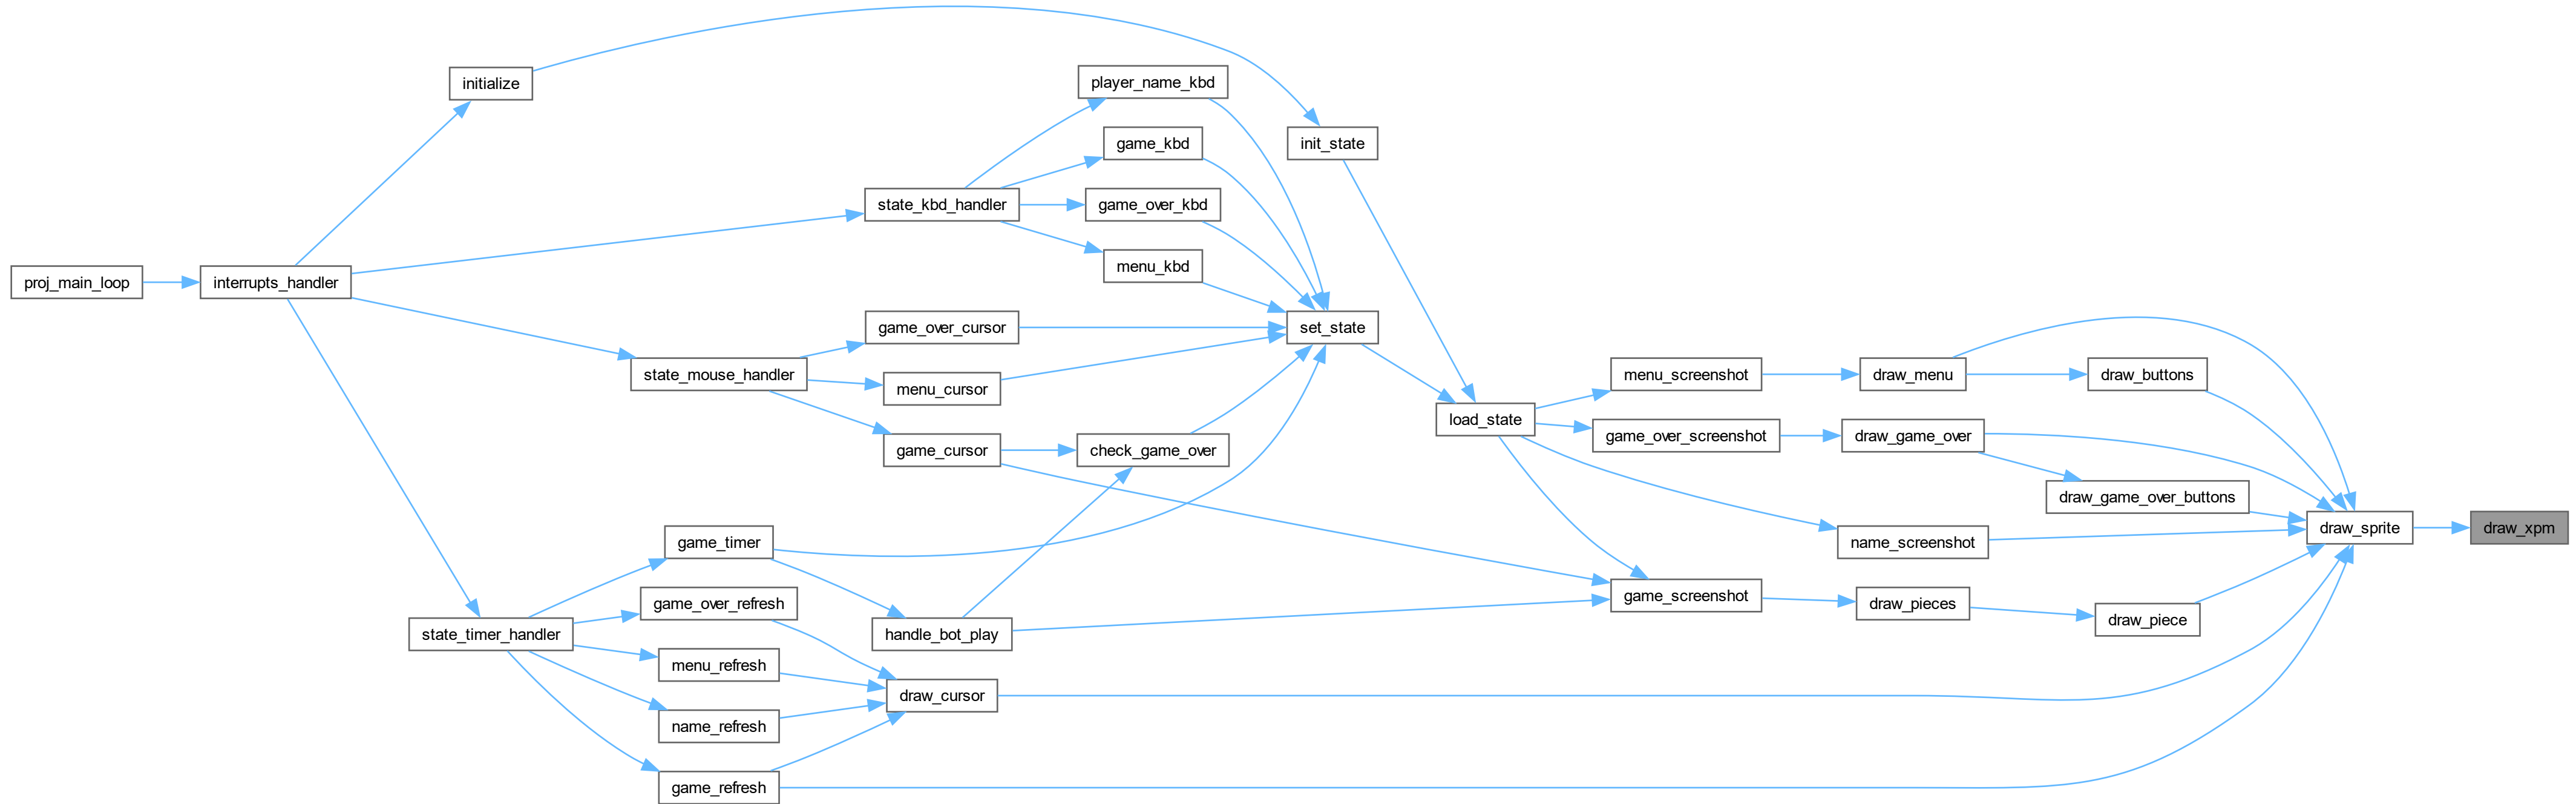 initialize
player_name_kbd
game_kbd
init_state
state_kbd_handler
game_over_kbd
menu_kbd
proj_main_loop
interrupts_handler
game_over_cursor
set_state
state_mouse_handler
menu_cursor
menu_screenshot
draw_menu
draw_buttons
load_state
game_over_screenshot
draw_game_over
game_cursor
check_game_over
draw_game_over_buttons
draw_sprite
draw_xpm
game_timer
name_screenshot
game_over_refresh
game_screenshot
draw_pieces
draw_piece
state_timer_handler
handle_bot_play
menu_refresh
draw_cursor
name_refresh
game_refresh